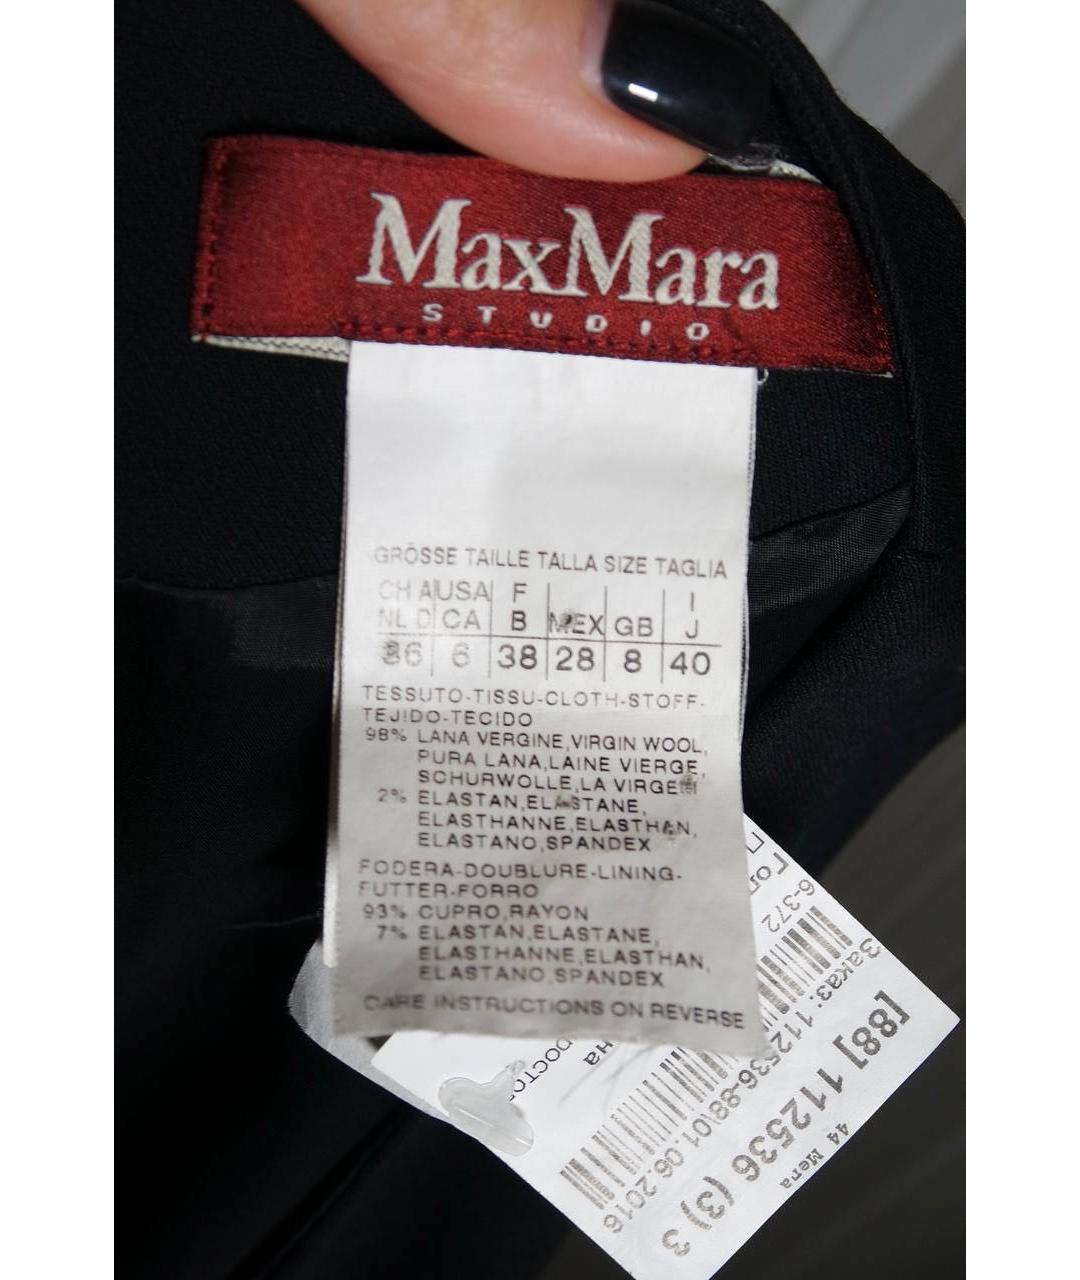 MaxMara
STUDIO
GRÖSSE TAILLE TALLA SIZE TAGLIA
CH A USA F I
NL D CA B MEX GB J
36 6 38 28 8 40
TESSUTO-TISSU-CLOTH-STOFF-
TEJIDO-TECIDO
98% LANA VERGINE,VIRGIN WOOL,
PURA LANA,LAINE VIERGE,
SCHURWOLLE,LA VIRGEN
2% ELASTAN,ELASTANE,
ELASTHANNE,ELASTHAN,
ELASTANO,SPANDEX
FODERA-DOUBLURE-LINING-
FUTTER-FORRO
93% CUPRO,RAYON
7% ELASTAN,ELASTANE,
ELASTHANNE,ELASTHAN,
ELASTANO,SPANDEX
CARE INSTRUCTIONS ON REVERSE
6-372
Заказ: 112536-88\01.06.2016
[88] 112536 (3) 3
44 Мега